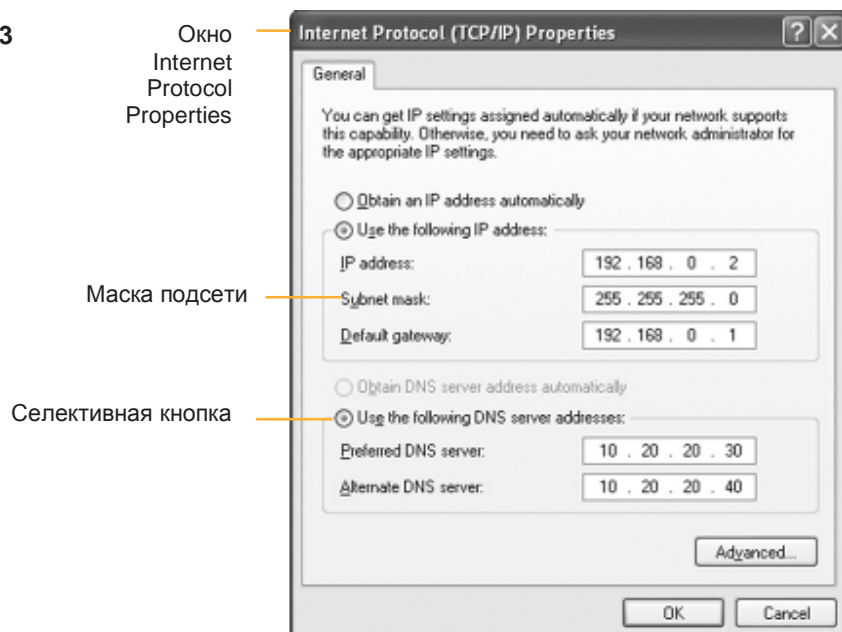 3
Окно
Internet
Protocol
Properties
Internet Protocol (TCP/IP) Properties
General
You can get IP settings assigned automatically if your network supports
this capability. Otherwise, you need to ask your network administrator for
the appropriate IP settings.
Obtain an IP address automatically
Use the following IP address:
IP address: 192 . 168 . 0 . 2
Маска подсети
Subnet mask: 255 . 255 . 255 . 0
Default gateway: 192 . 168 . 0 . 1
Obtain DNS server address automatically
Селективная кнопка
Use the following DNS server addresses:
Preferred DNS server: 10 . 20 . 20 . 30
Alternate DNS server: 10 . 20 . 20 . 40
Advanced...
OK Cancel